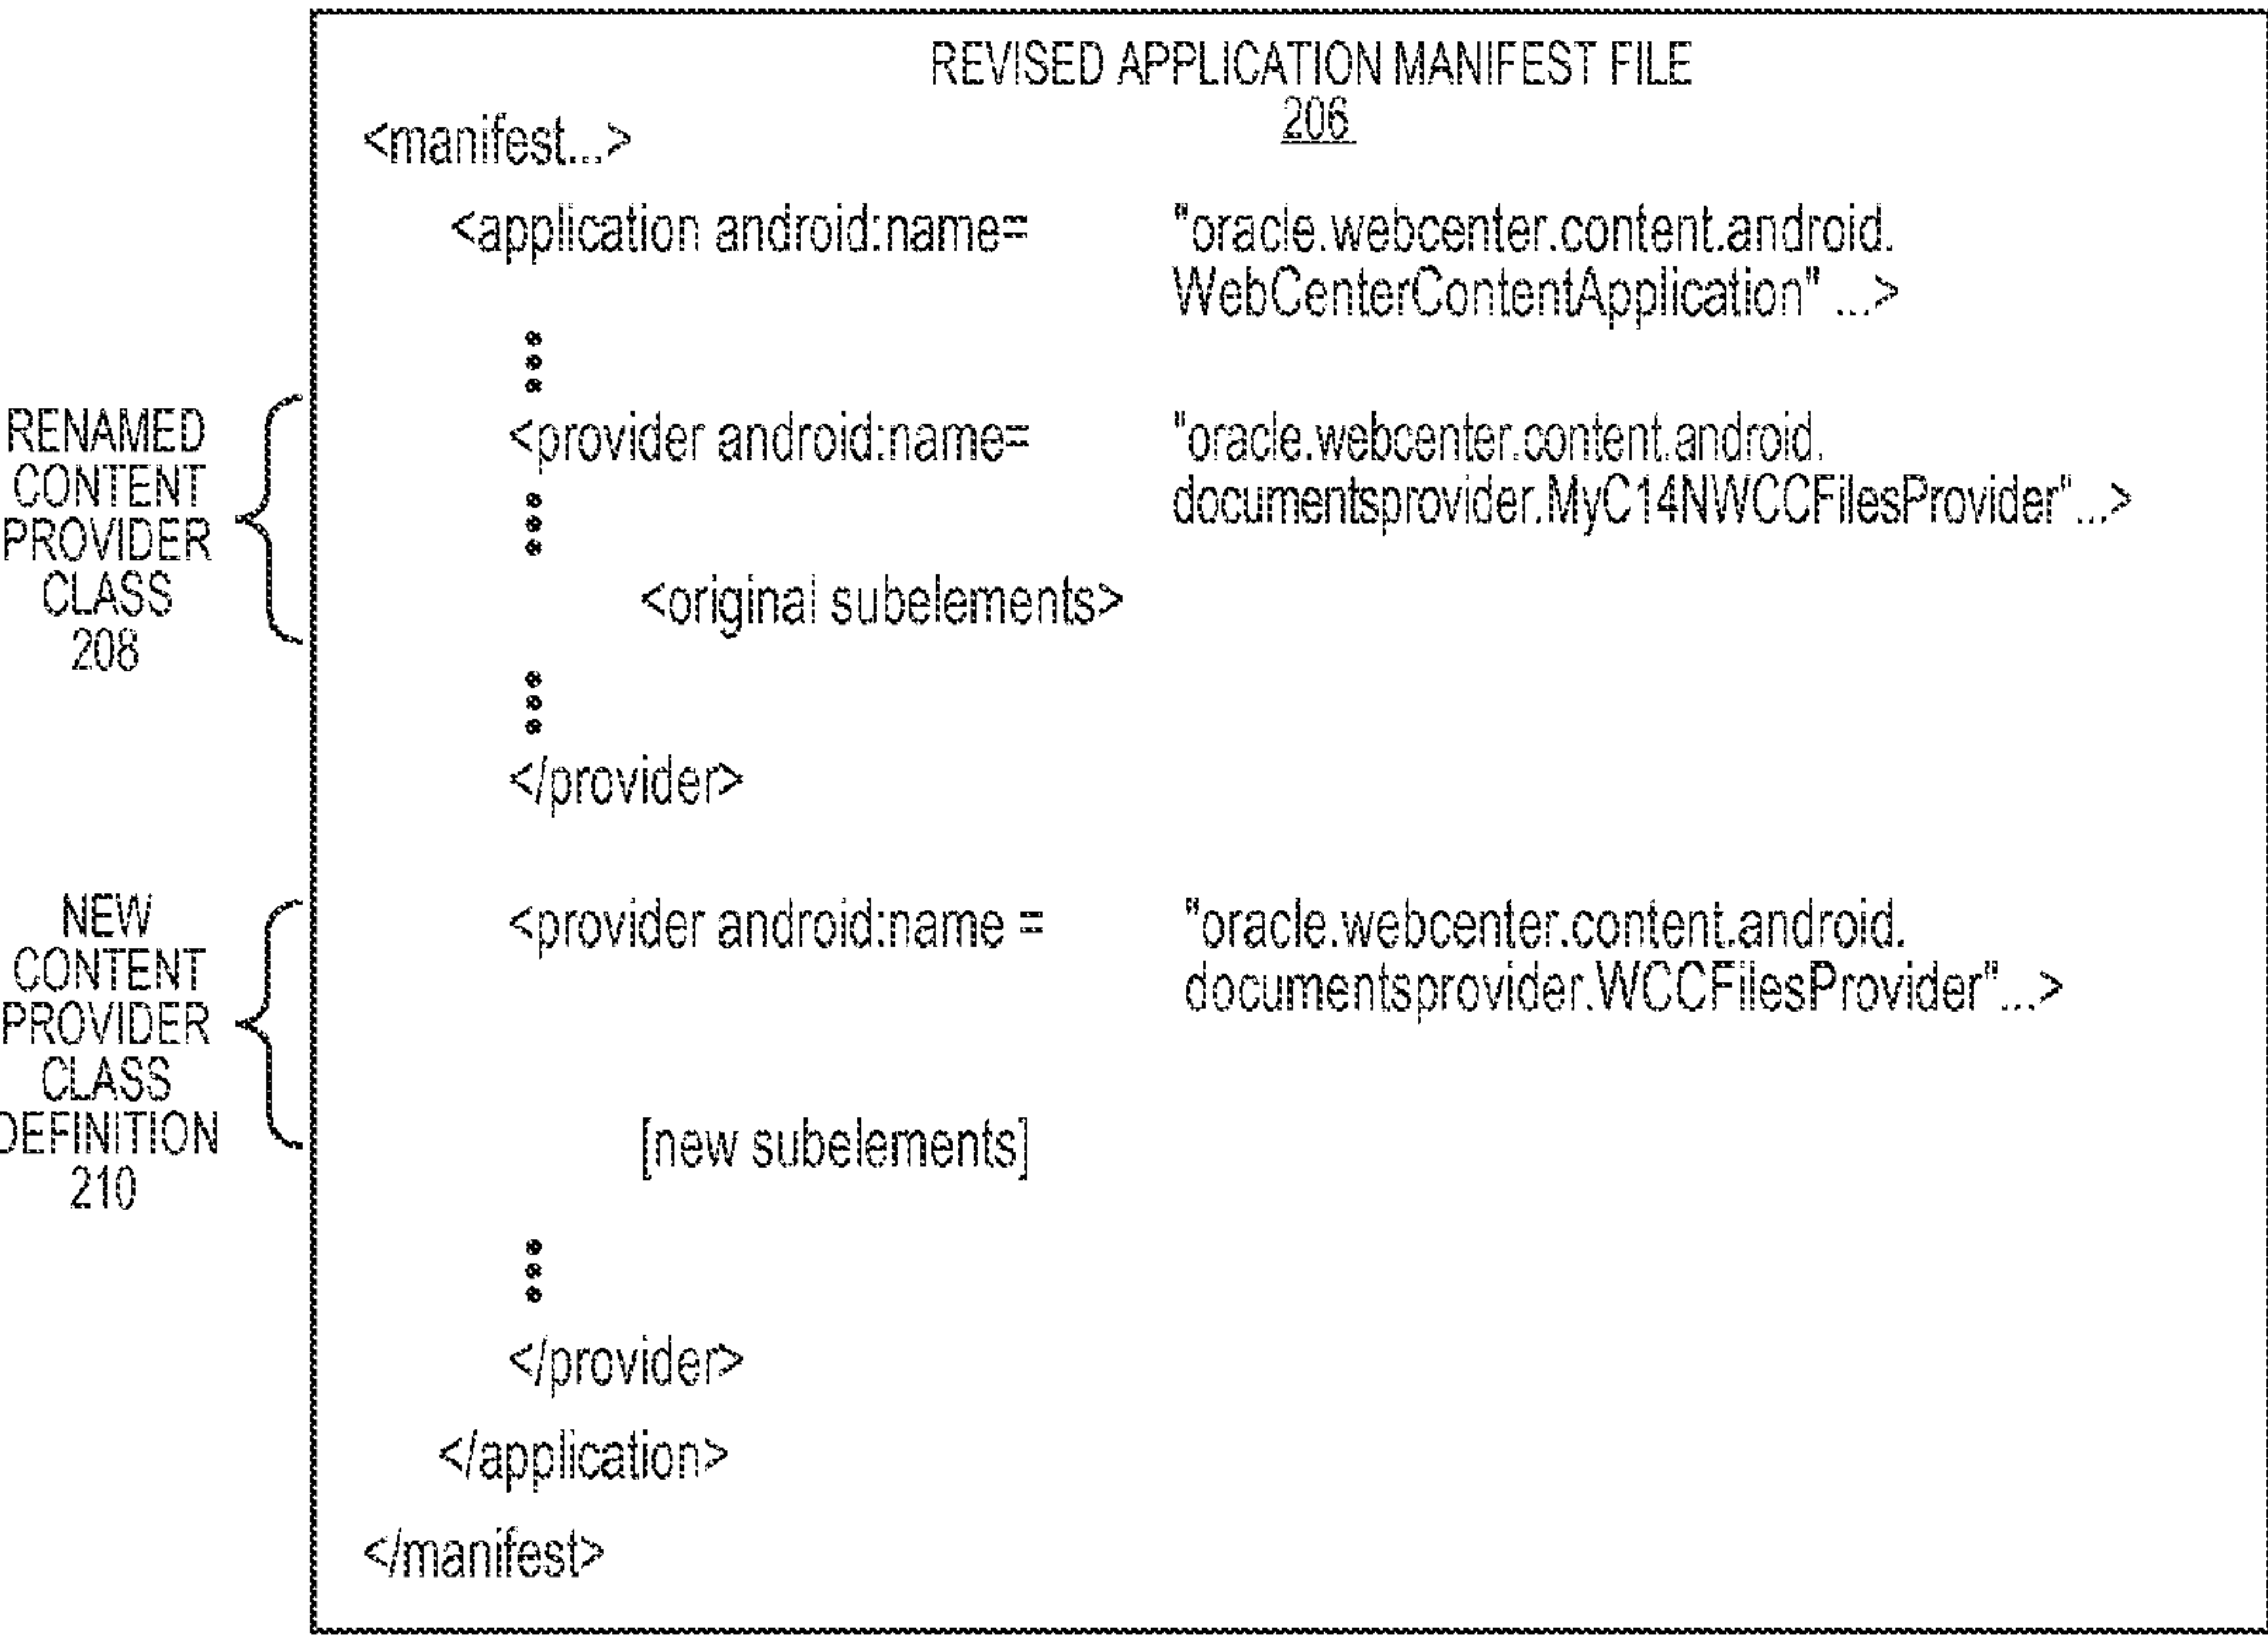 REVISED APPLICATION MANIFEST FILE
206
<manifest...>
<application android:name= "oracle.webcenter.content.android.
WebCenterContentApplication" ...>
RENAMED
CONTENT
PROVIDER
CLASS
208
<provider android:name= "oracle.webcenter.content.android.
documentsprovider.MyC14NWCCFilesProvider"...>
<original subelements>
</provider>
NEW
CONTENT
PROVIDER
CLASS
DEFINITION
210
<provider android:name = "oracle.webcenter.content.android.
documentsprovider.WCCFilesProvider"...>
[new subelements]
</provider>
</application>
</manifest>